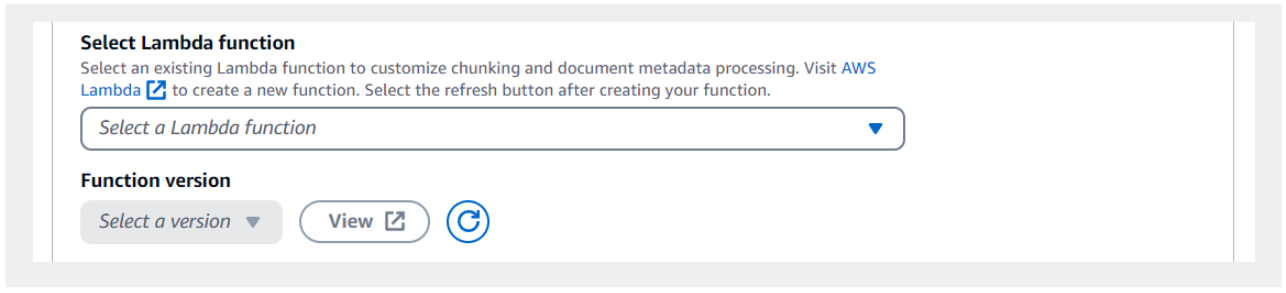 Select Lambda function
Select an existing Lambda function to customize chunking and document metadata processing. Visit AWS
Lambda to create a new function. Select the refresh button after creating your function.
Select a Lambda function
Function version
Select a version View